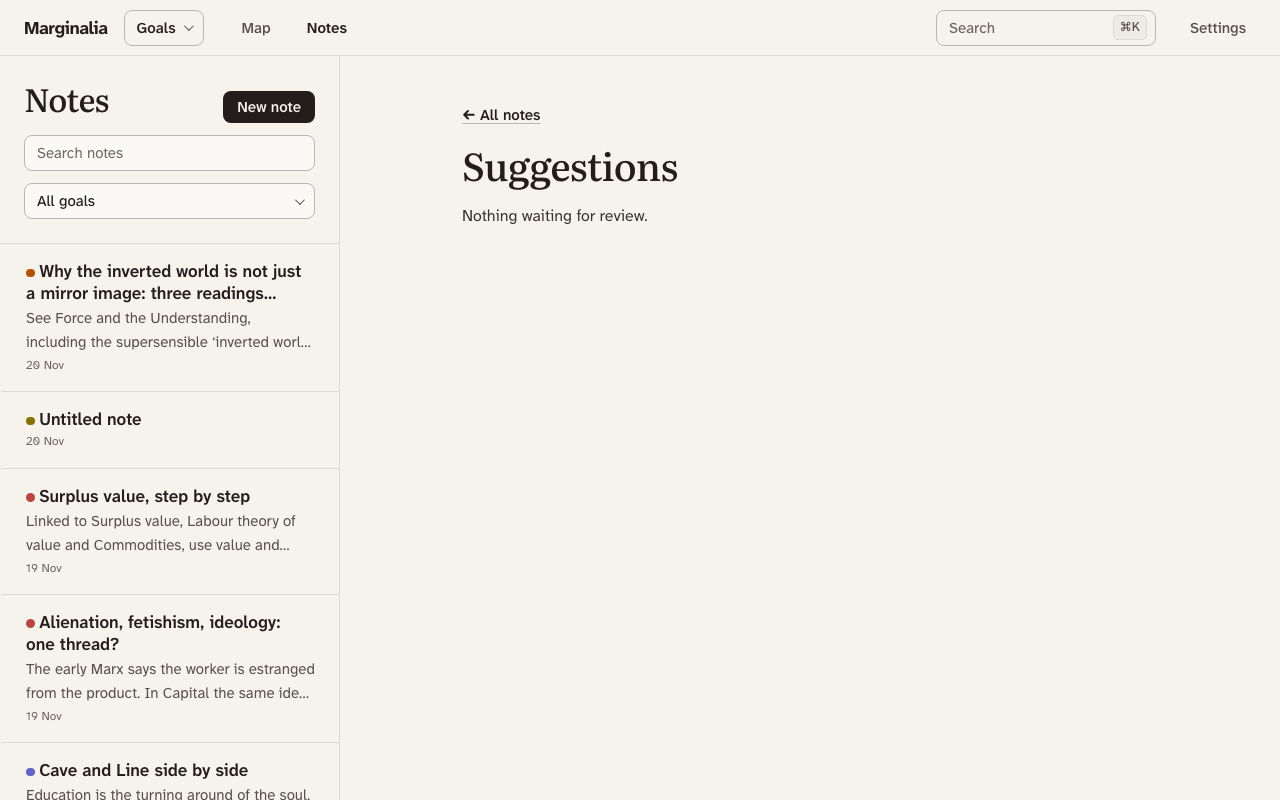 Marginalia
Goals
Map
Notes
Search
⌘K
Settings
Notes
New note
Search notes
All goals
Why the inverted world is not just
a mirror image: three readings…
See Force and the Understanding,
including the supersensible ‘inverted worl…
20 Nov
Untitled note
20 Nov
Surplus value, step by step
Linked to Surplus value, Labour theory of
value and Commodities, use value and…
19 Nov
Alienation, fetishism, ideology:
one thread?
The early Marx says the worker is estranged
from the product. In Capital the same ide…
19 Nov
Cave and Line side by side
Education is the turning around of the soul,
← All notes
Suggestions
Nothing waiting for review.